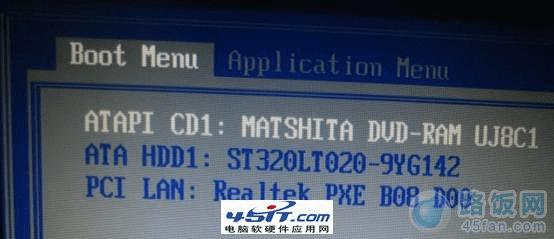 Boot Menu
Application Menu
ATAPI CD1: MATSHITA DVD-RAM UJ8C1
ATA HDD1: ST320LT020-9YG142
PCI LAN: Realtek PXE B08 D00
45IT.com
电脑软硬件应用网
路饭网
45fan.com